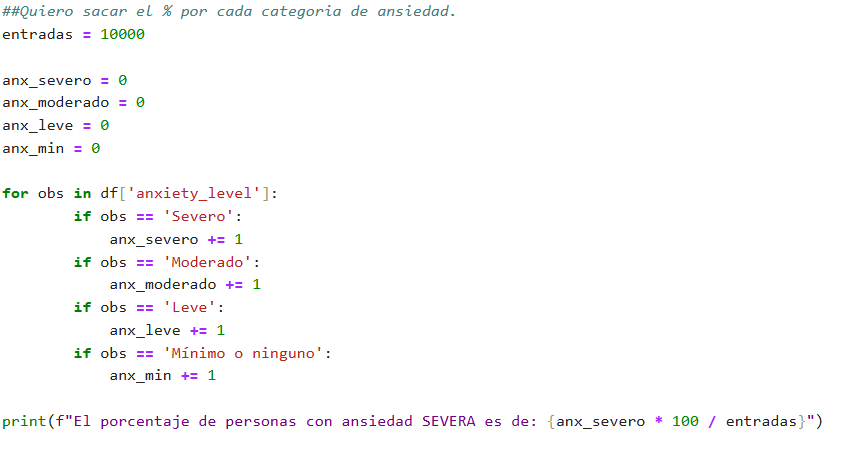 ##Quiero sacar el % por cada categoria de ansiedad.
entradas = 10000
anx_severo = 0
anx_moderado = 0
anx_leve = 0
anx_min = 0
for obs in df['anxiety_level']:
        if obs == 'Severo':
            anx_severo += 1
        if obs == 'Moderado':
            anx_moderado += 1
        if obs == 'Leve':
            anx_leve += 1
        if obs == 'Mínimo o ninguno':
            anx_min += 1
print(f"El porcentaje de personas con ansiedad SEVERA es de: {anx_severo * 100 / entradas}")